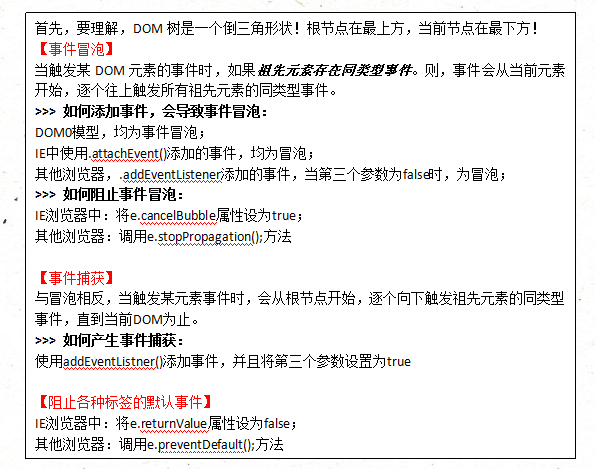 首先，要理解，DOM 树是一个倒三角形状！根节点在最上方，当前节点在最下方！
【事件冒泡】
当触发某 DOM 元素的事件时，如果祖先元素存在同类型事件。则，事件会从当前元素
开始，逐个往上触发所有祖先元素的同类型事件。
>>> 如何添加事件，会导致事件冒泡：
DOM0模型，均为事件冒泡；
IE中使用.attachEvent()添加的事件，均为冒泡；
其他浏览器，.addEventListener添加的事件，当第三个参数为false时，为冒泡；
>>> 如何阻止事件冒泡：
IE浏览器中：将e.cancelBubble属性设为true；
其他浏览器：调用e.stopPropagation();方法
【事件捕获】
与冒泡相反，当触发某元素事件时，会从根节点开始，逐个向下触发祖先元素的同类型
事件，直到当前DOM为止。
>>> 如何产生事件捕获：
使用addEventListner()添加事件，并且将第三个参数设置为true
【阻止各种标签的默认事件】
IE浏览器中：将e.returnValue属性设为false；
其他浏览器：调用e.preventDefault();方法